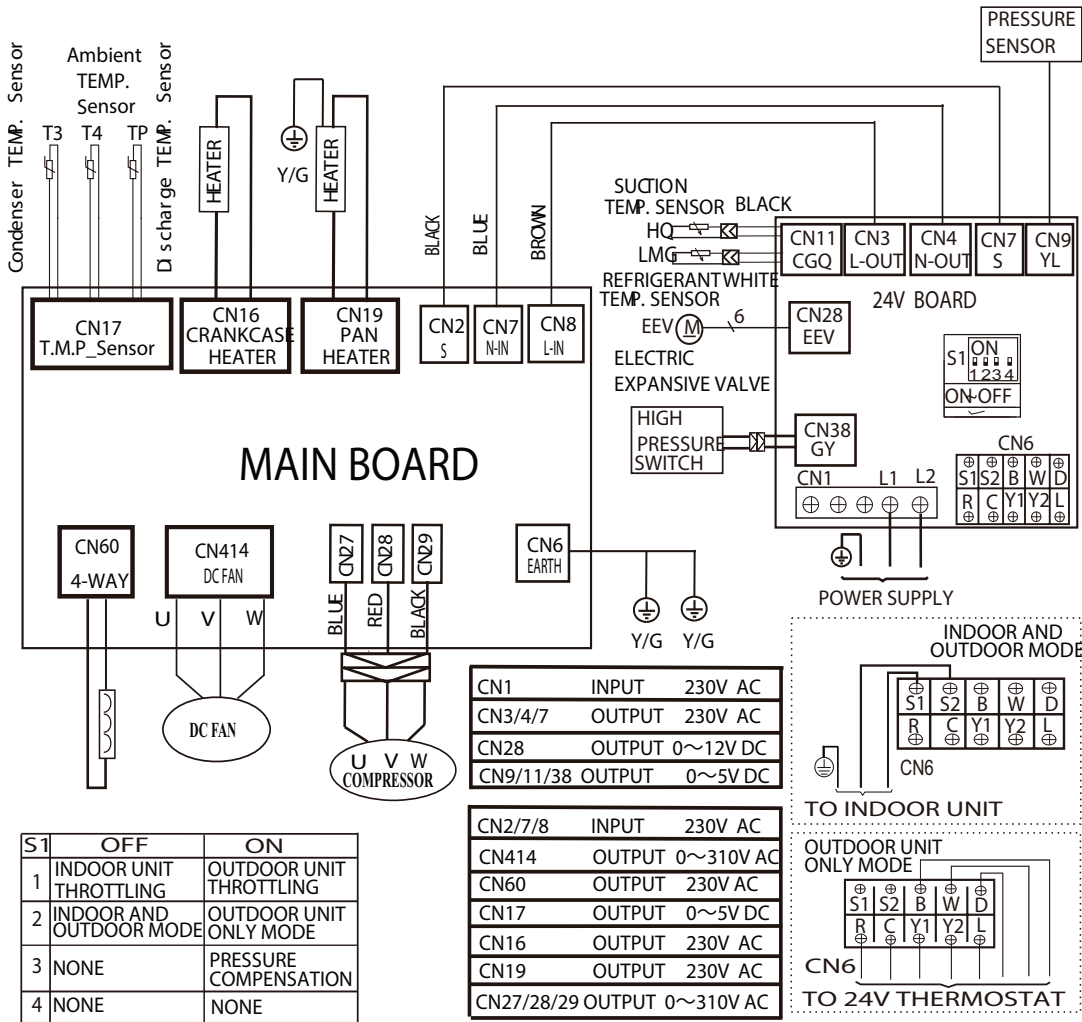 PRESSURE
SENSOR
Condenser TEMP. Sensor
Ambient
TEMP.
Sensor
Discharge TEMP. Sensor
T3 T4 TP
HEATER
Y/G
HEATER
BLACK
BLUE
BROWN
SUCTION
TEMP. SENSOR BLACK
HQ
LMG
REFRIGERANT WHITE
TEMP. SENSOR
EEV M 6
ELECTRIC
EXPANSIVE VALVE
HIGH
PRESSURE
SWITCH
CN11
CGQ
CN3
L-OUT
CN4
N-OUT
CN7
S
CN9
YL
24V BOARD
CN28
EEV
S1 ON
1234
ON OFF
CN38
GY
CN6
S1 S2 B W D
R C Y1 Y2 L
CN1 L1 L2
POWER SUPPLY
CN17
T.M.P_Sensor
CN16
CRANKCASE
HEATER
CN19
PAN
HEATER
CN2
S
CN7
N-IN
CN8
L-IN
MAIN BOARD
CN60
4-WAY
CN414
DC FAN
CN27
CN28
CN29
CN6
EARTH
U V W
BLUE
RED
BLACK
Y/G Y/G
DC FAN
U V W
COMPRESSOR
CN1 INPUT 230V AC
CN3/4/7 OUTPUT 230V AC
CN28 OUTPUT 0~12V DC
CN9/11/38 OUTPUT 0~5V DC
CN2/7/8 INPUT 230V AC
CN414 OUTPUT 0~310V AC
CN60 OUTPUT 230V AC
CN17 OUTPUT 0~5V DC
CN16 OUTPUT 230V AC
CN19 OUTPUT 230V AC
CN27/28/29 OUTPUT 0~310V AC
INDOOR AND
OUTDOOR MODE
S1 S2 B W D
R C Y1 Y2 L
CN6
TO INDOOR UNIT
OUTDOOR UNIT
ONLY MODE
S1 S2 B W D
R C Y1 Y2 L
CN6
TO 24V THERMOSTAT
S1 OFF ON
1 INDOOR UNIT THROTTLING OUTDOOR UNIT THROTTLING
2 INDOOR AND OUTDOOR MODE OUTDOOR UNIT ONLY MODE
3 NONE PRESSURE COMPENSATION
4 NONE NONE